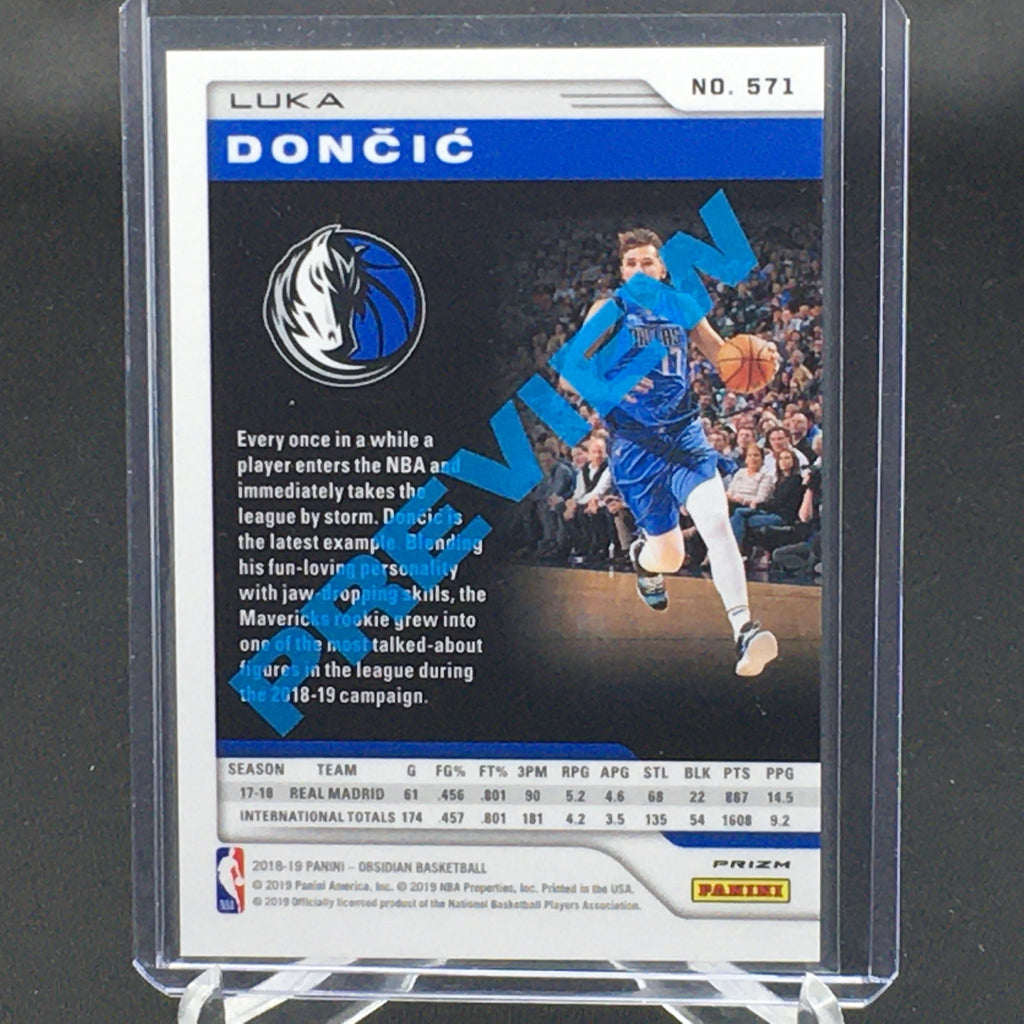 LUKA
NO. 571
DONČIĆ
PREVIEW
Every once in a while a
player enters the NBA and
immediately takes the
league by storm. Dončić is
the latest example. Blending
his fun-loving personality
with jaw-dropping skills, the
Mavericks rookie grew into
one of the most talked-about
figures in the league during
the 2018-19 campaign.
DALLAS
SEASON TEAM G FG% FT% 3PM RPG APG STL BLK PTS PPG
17-18 REAL MADRID 61 .456 .801 90 5.2 4.6 68 22 887 14.5
INTERNATIONAL TOTALS 174 .457 .801 181 4.2 3.5 135 54 1608 9.2
2018-19 PANINI – OBSIDIAN BASKETBALL
© 2019 Panini America, Inc. © 2019 NBA Properties, Inc. Printed in the USA.
© 2019 Officially licensed product of the National Basketball Players Association.
NBA
PRIZM
PANINI